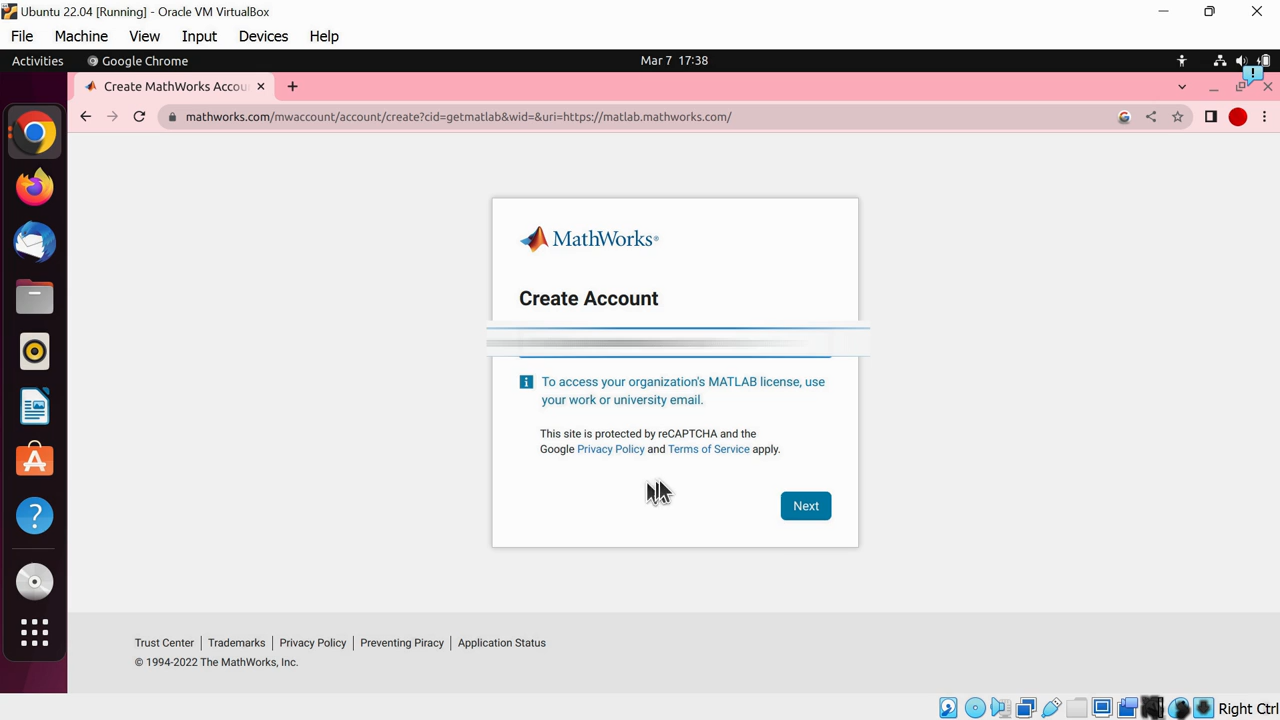 Ubuntu 22.04 [Running] - Oracle VM VirtualBox
File Machine View Input Devices Help
Activities Google Chrome Mar 7 17:38
Create MathWorks Accou
mathworks.com/mwaccount/account/create?cid=getmatlab&wid=&uri=https://matlab.mathworks.com/
MathWorks®
Create Account
To access your organization's MATLAB license, use
your work or university email.
This site is protected by reCAPTCHA and the
Google Privacy Policy and Terms of Service apply.
Next
Trust Center Trademarks Privacy Policy Preventing Piracy Application Status
© 1994-2022 The MathWorks, Inc.
Right Ctrl